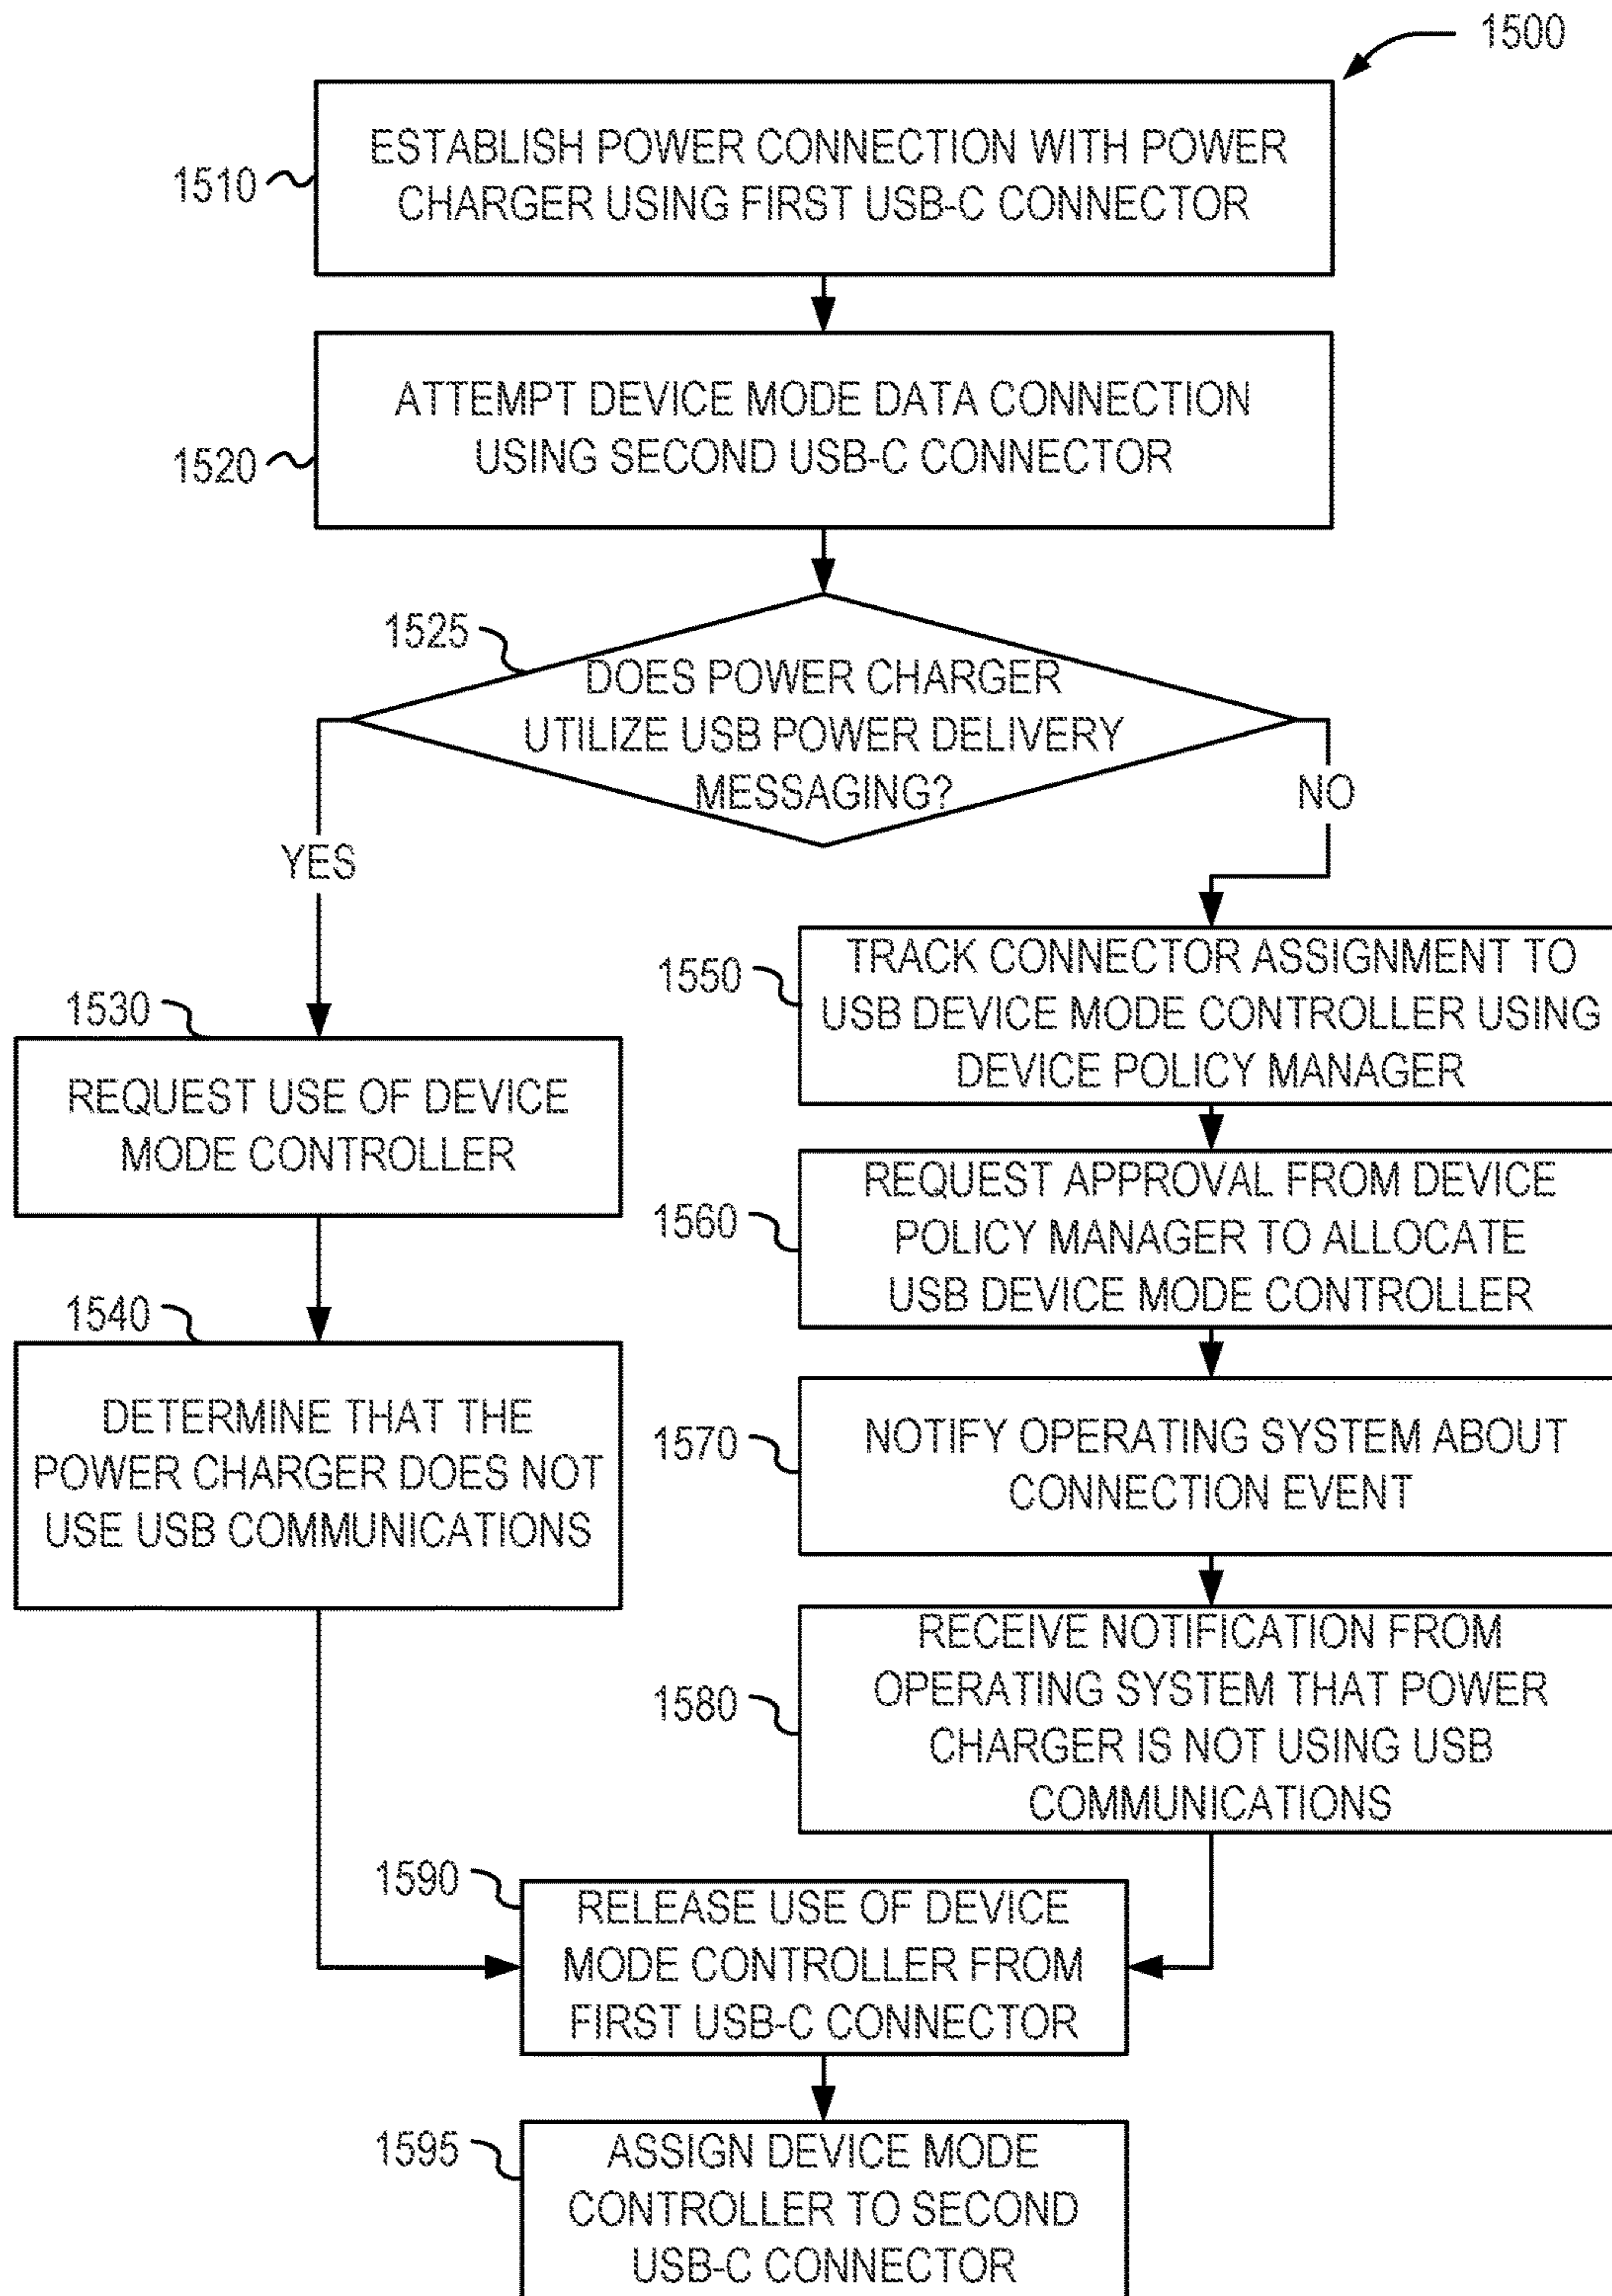 1500
1510
ESTABLISH POWER CONNECTION WITH POWER
CHARGER USING FIRST USB-C CONNECTOR
1520
ATTEMPT DEVICE MODE DATA CONNECTION
USING SECOND USB-C CONNECTOR
1525
DOES POWER CHARGER
UTILIZE USB POWER DELIVERY
MESSAGING?
YES
NO
1530
REQUEST USE OF DEVICE
MODE CONTROLLER
1540
DETERMINE THAT THE
POWER CHARGER DOES NOT
USE USB COMMUNICATIONS
1550
TRACK CONNECTOR ASSIGNMENT TO
USB DEVICE MODE CONTROLLER USING
DEVICE POLICY MANAGER
1560
REQUEST APPROVAL FROM DEVICE
POLICY MANAGER TO ALLOCATE
USB DEVICE MODE CONTROLLER
1570
NOTIFY OPERATING SYSTEM ABOUT
CONNECTION EVENT
1580
RECEIVE NOTIFICATION FROM
OPERATING SYSTEM THAT POWER
CHARGER IS NOT USING USB
COMMUNICATIONS
1590
RELEASE USE OF DEVICE
MODE CONTROLLER FROM
FIRST USB-C CONNECTOR
1595
ASSIGN DEVICE MODE
CONTROLLER TO SECOND
USB-C CONNECTOR